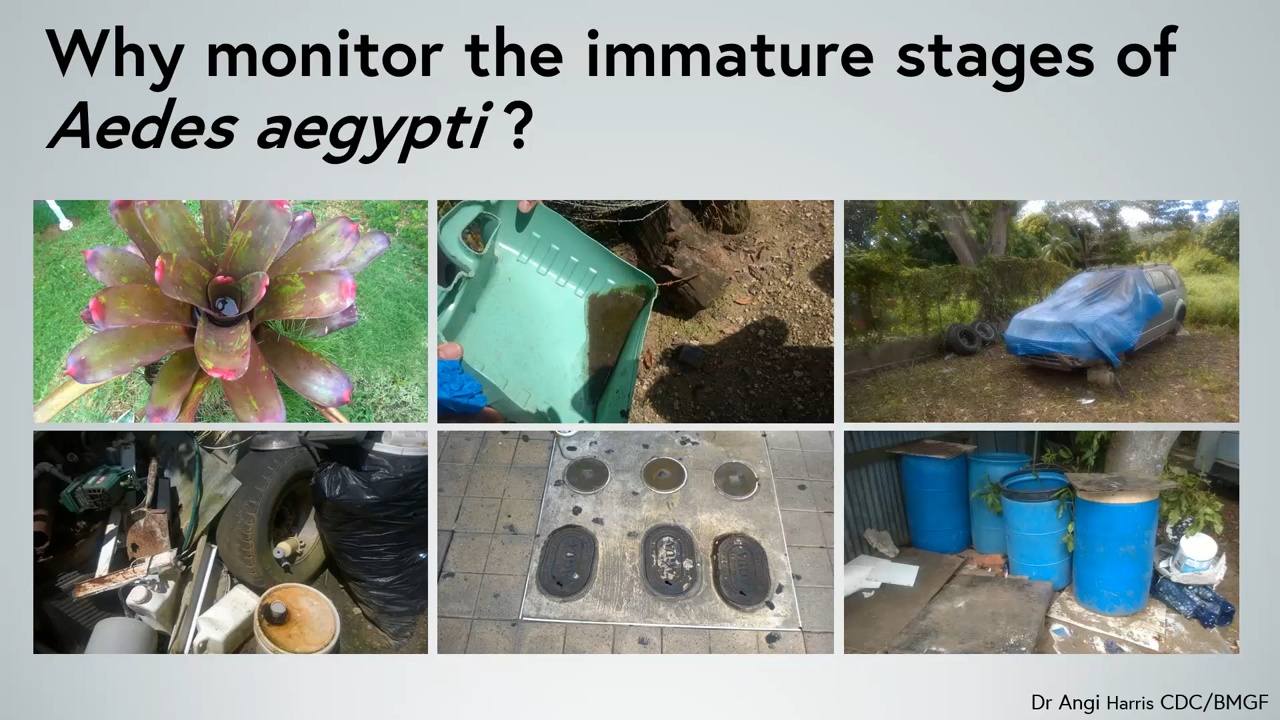 Why monitor the immature stages of
Aedes aegypti ?
Dr Angi Harris CDC/BMGF